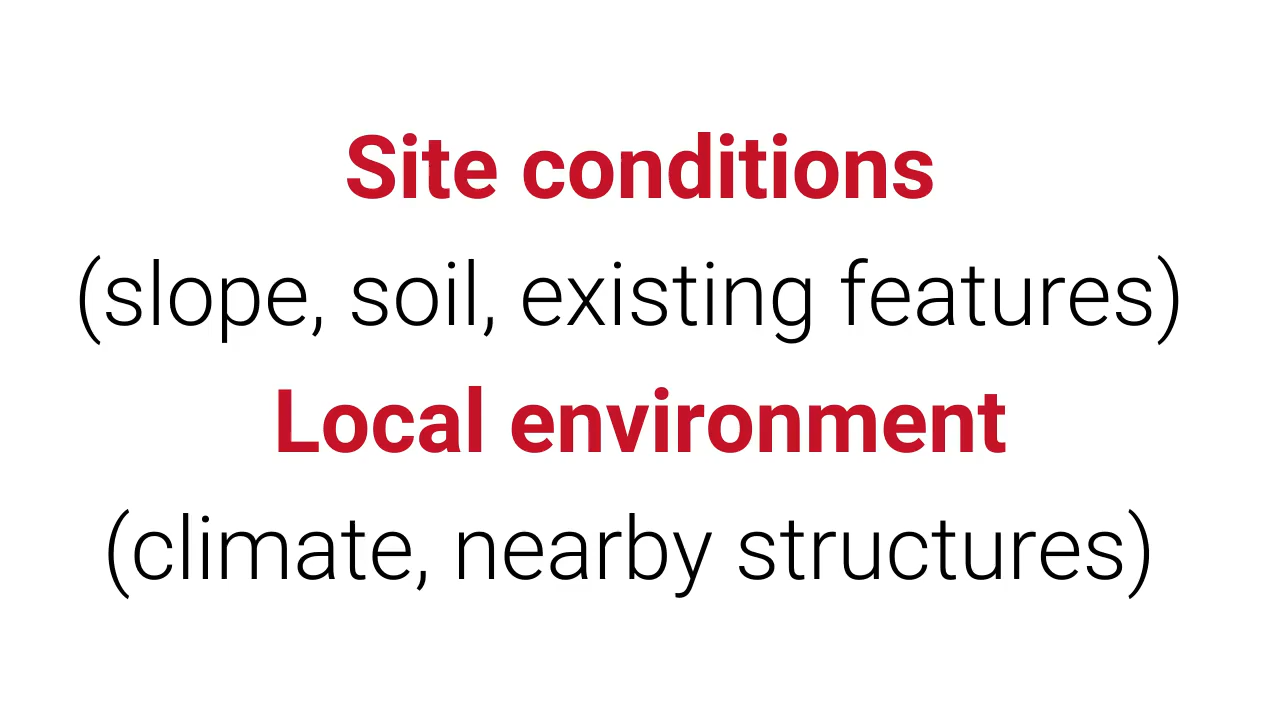 Site conditions
(slope, soil, existing features)
Local environment
(climate, nearby structures)